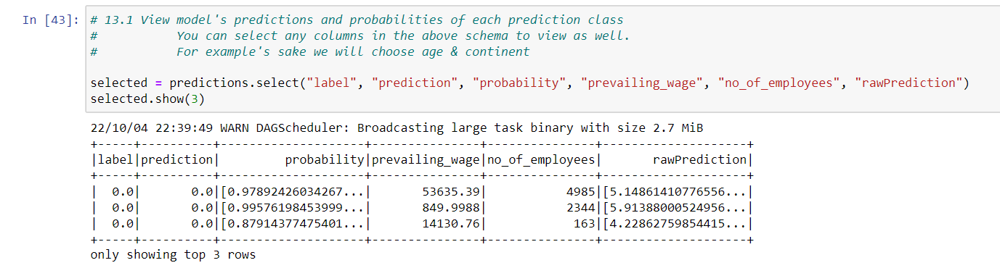 In [43]: # 13.1 View model's predictions and probabilities of each prediction class
#          You can select any columns in the above schema to view as well.
#          For example's sake we will choose age & continent
selected = predictions.select("label", "prediction", "probability", "prevailing_wage", "no_of_employees", "rawPrediction")
selected.show(3)
22/10/04 22:39:49 WARN DAGScheduler: Broadcasting large task binary with size 2.7 MiB
+-----+----------+--------------------+---------------+---------------+--------------------+
|label|prediction|         probability|prevailing_wage|no_of_employees|       rawPrediction|
+-----+----------+--------------------+---------------+---------------+--------------------+
|  0.0|       0.0|[0.97892426034267...|       53635.39|           4985|[5.14861410776556...|
|  0.0|       0.0|[0.99576198453999...|       849.9988|           2344|[5.91388000524956...|
|  0.0|       0.0|[0.87914377475401...|       14130.76|            163|[4.22862759854415...|
+-----+----------+--------------------+---------------+---------------+--------------------+
only showing top 3 rows